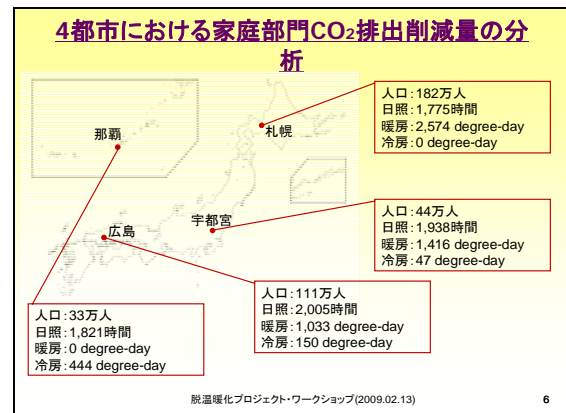 4都市における家庭部門CO₂排出削減量の分
析
人口：182万人
日照：1,775時間
暖房：2,574 degree-day
冷房：0 degree-day
那覇
札幌
人口：44万人
日照：1,938時間
暖房：1,416 degree-day
冷房：47 degree-day
宇都宮
広島
人口：111万人
日照：2,005時間
暖房：1,033 degree-day
冷房：150 degree-day
人口：33万人
日照：1,821時間
暖房：0 degree-day
冷房：444 degree-day
脱温暖化プロジェクト・ワークショップ(2009.02.13)
6